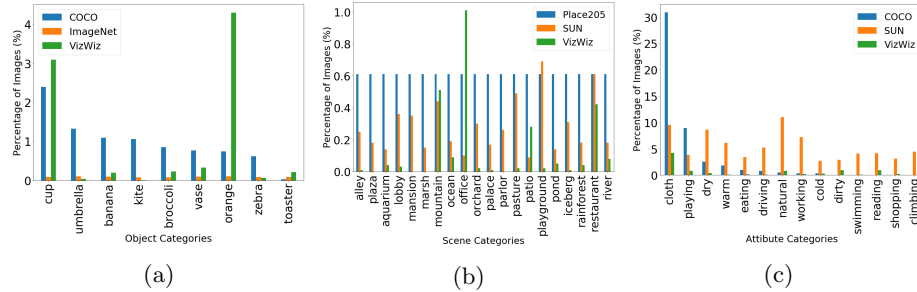 COCO
ImageNet
VizWiz
Percentage of Images (%)
4
3
2
1
0
cup
umbrella
banana
kite
broccoli
vase
orange
zebra
toaster
Object Categories
(a)
Place205
SUN
VizWiz
Percentage of Images (%)
1.0
0.8
0.6
0.4
0.2
0.0
alley
plaza
aquarium
lobby
mansion
marsh
mountain
ocean
office
orchard
palace
parlor
pasture
patio
playground
pond
iceberg
rainforest
restaurant
river
Scene Categories
(b)
COCO
SUN
VizWiz
Percentage of Images (%)
30
25
20
15
10
5
0
cloth
playing
dry
warm
eating
driving
natural
working
cold
dirty
swimming
reading
shopping
climbing
Attibute Categories
(c)